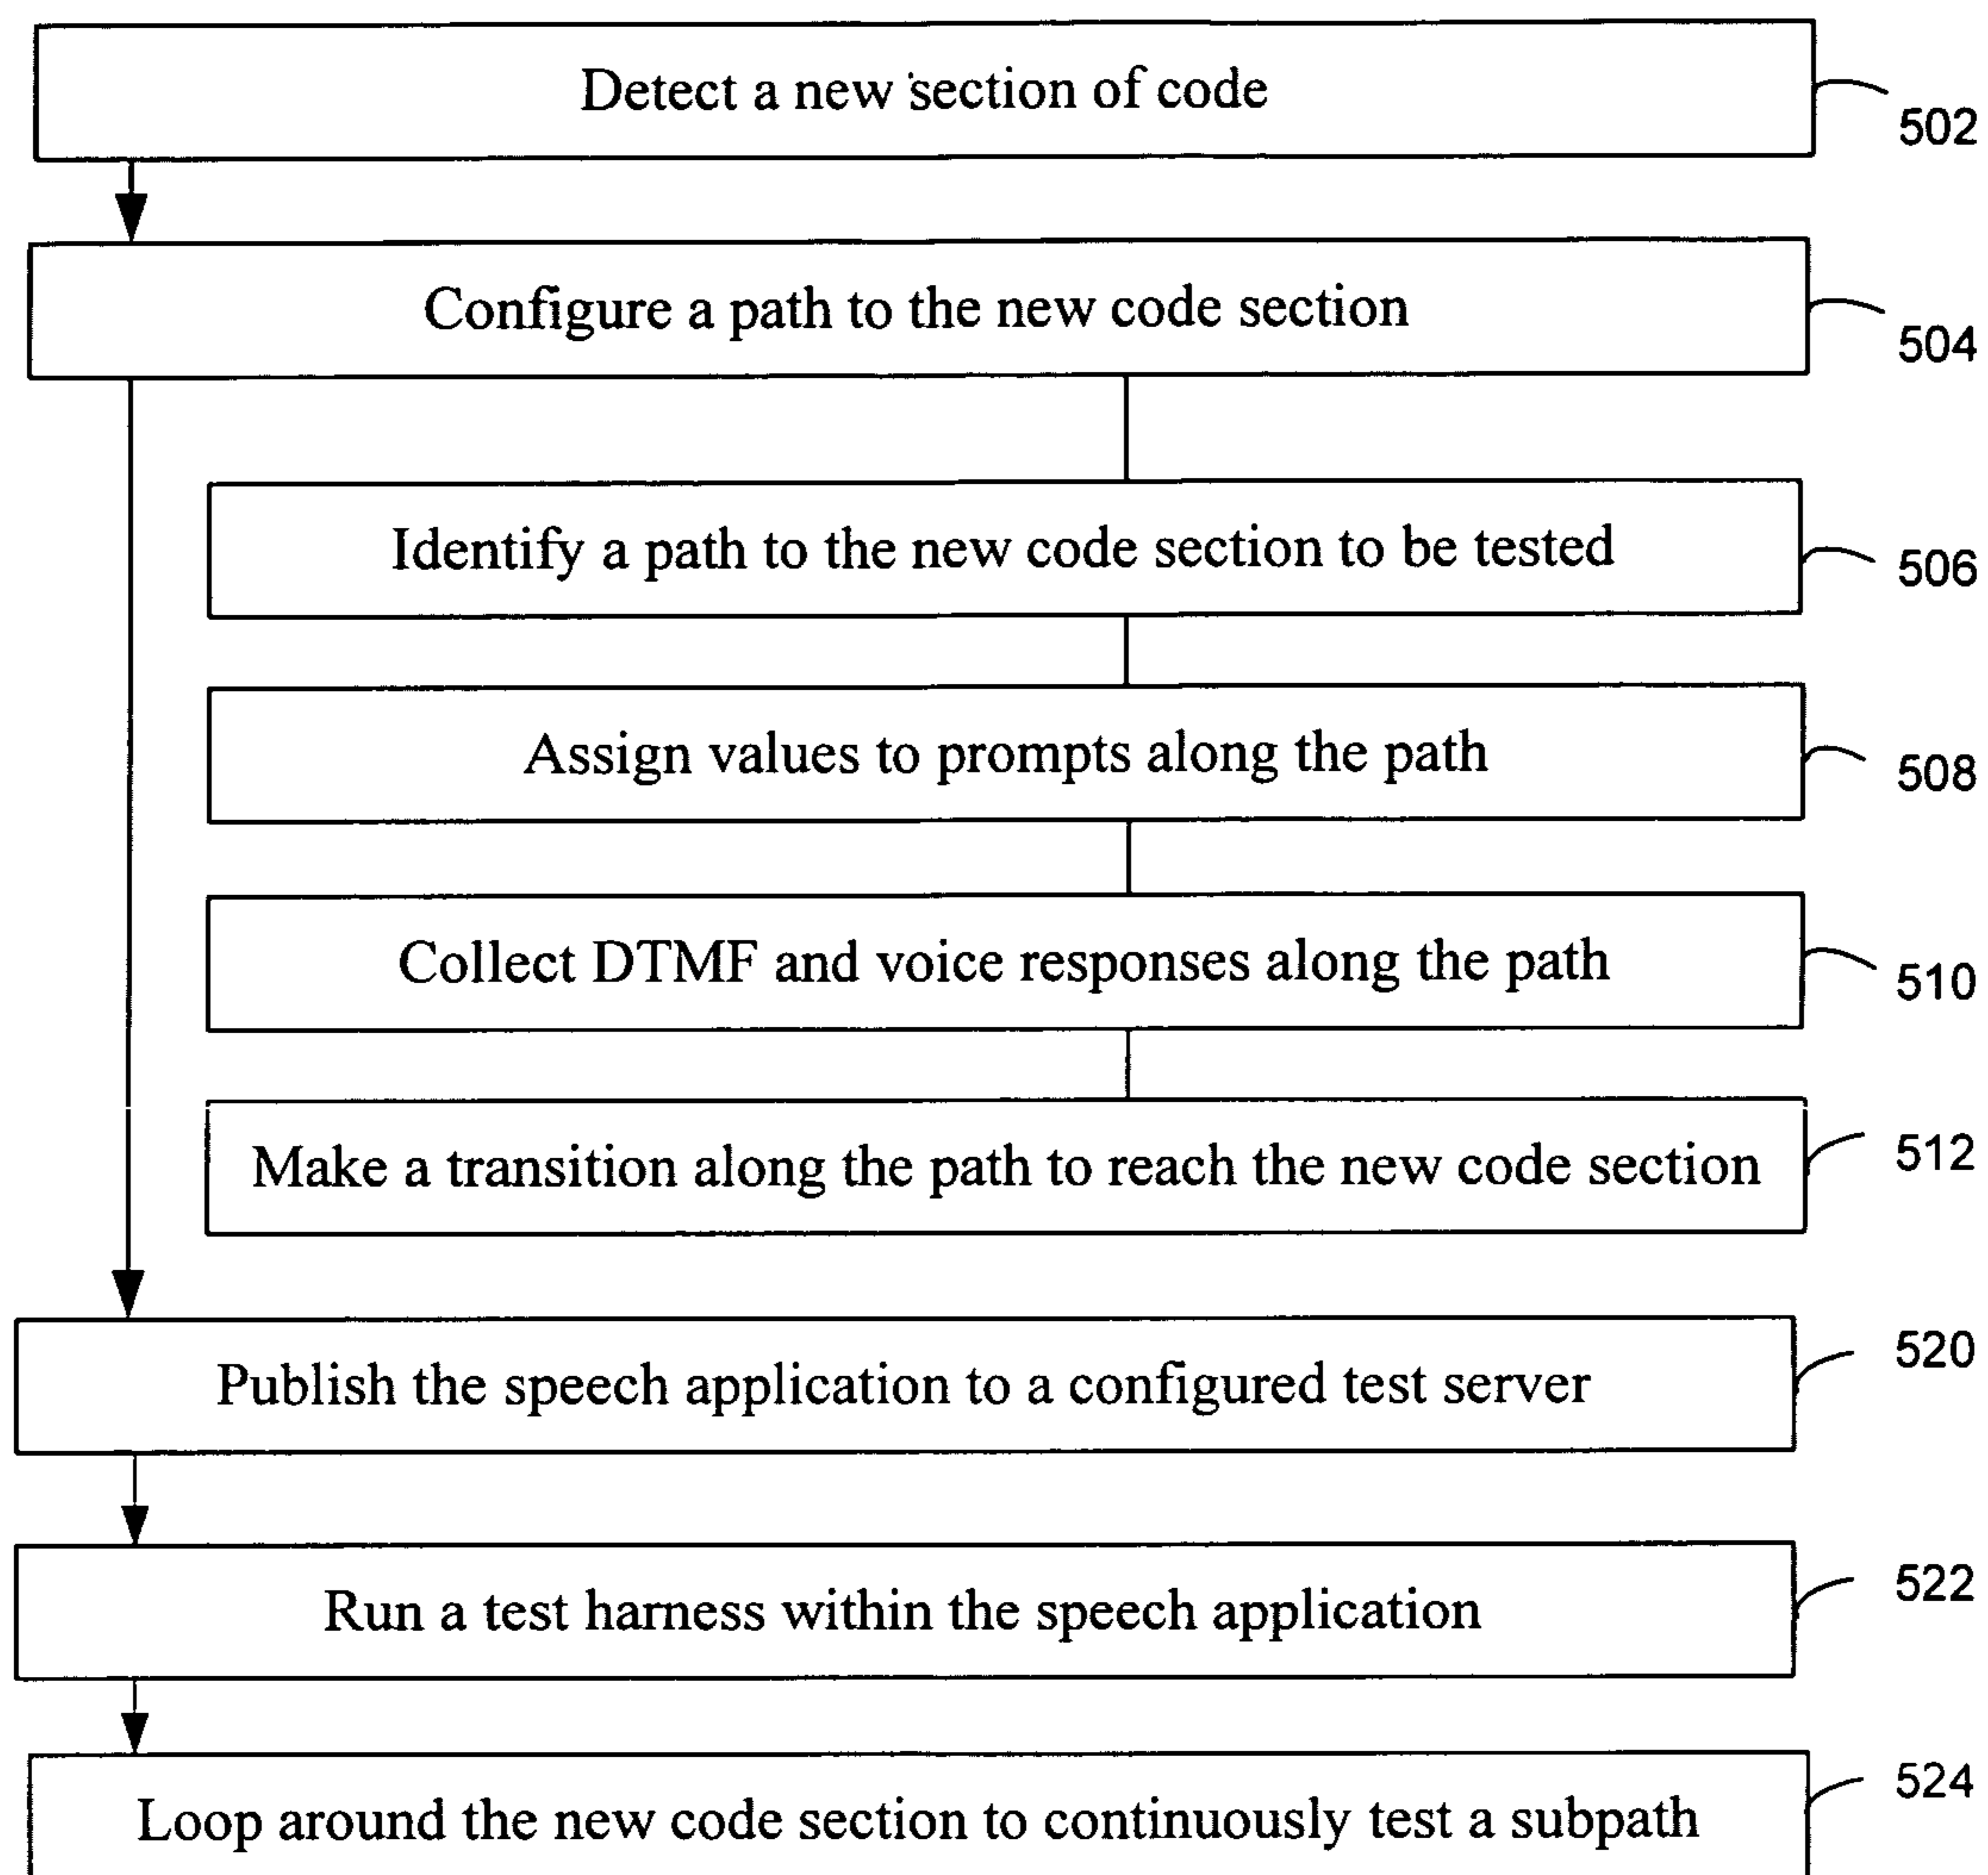 Detect a new section of code
502
Configure a path to the new code section
504
Identify a path to the new code section to be tested
506
Assign values to prompts along the path
508
Collect DTMF and voice responses along the path
510
Make a transition along the path to reach the new code section
512
Publish the speech application to a configured test server
520
Run a test harness within the speech application
522
Loop around the new code section to continuously test a subpath
524